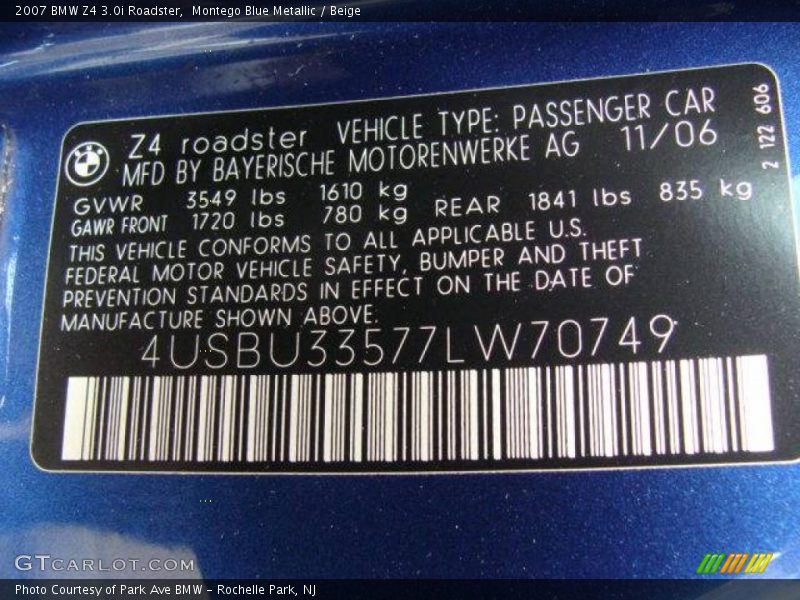 2007 BMW Z4 3.0i Roadster, Montego Blue Metallic / Beige
Z4 roadster VEHICLE TYPE: PASSENGER CAR
MFD BY BAYERISCHE MOTORENWERKE AG 11/06
2 122 606
GVWR 3549 lbs 1610 kg
GAWR FRONT 1720 lbs 780 kg REAR 1841 lbs 835 kg
THIS VEHICLE CONFORMS TO ALL APPLICABLE U.S.
FEDERAL MOTOR VEHICLE SAFETY, BUMPER AND THEFT
PREVENTION STANDARDS IN EFFECT ON THE DATE OF
MANUFACTURE SHOWN ABOVE.
4USBU33577LW70749
GTCARLOT.COM
Photo Courtesy of Park Ave BMW - Rochelle Park, NJ